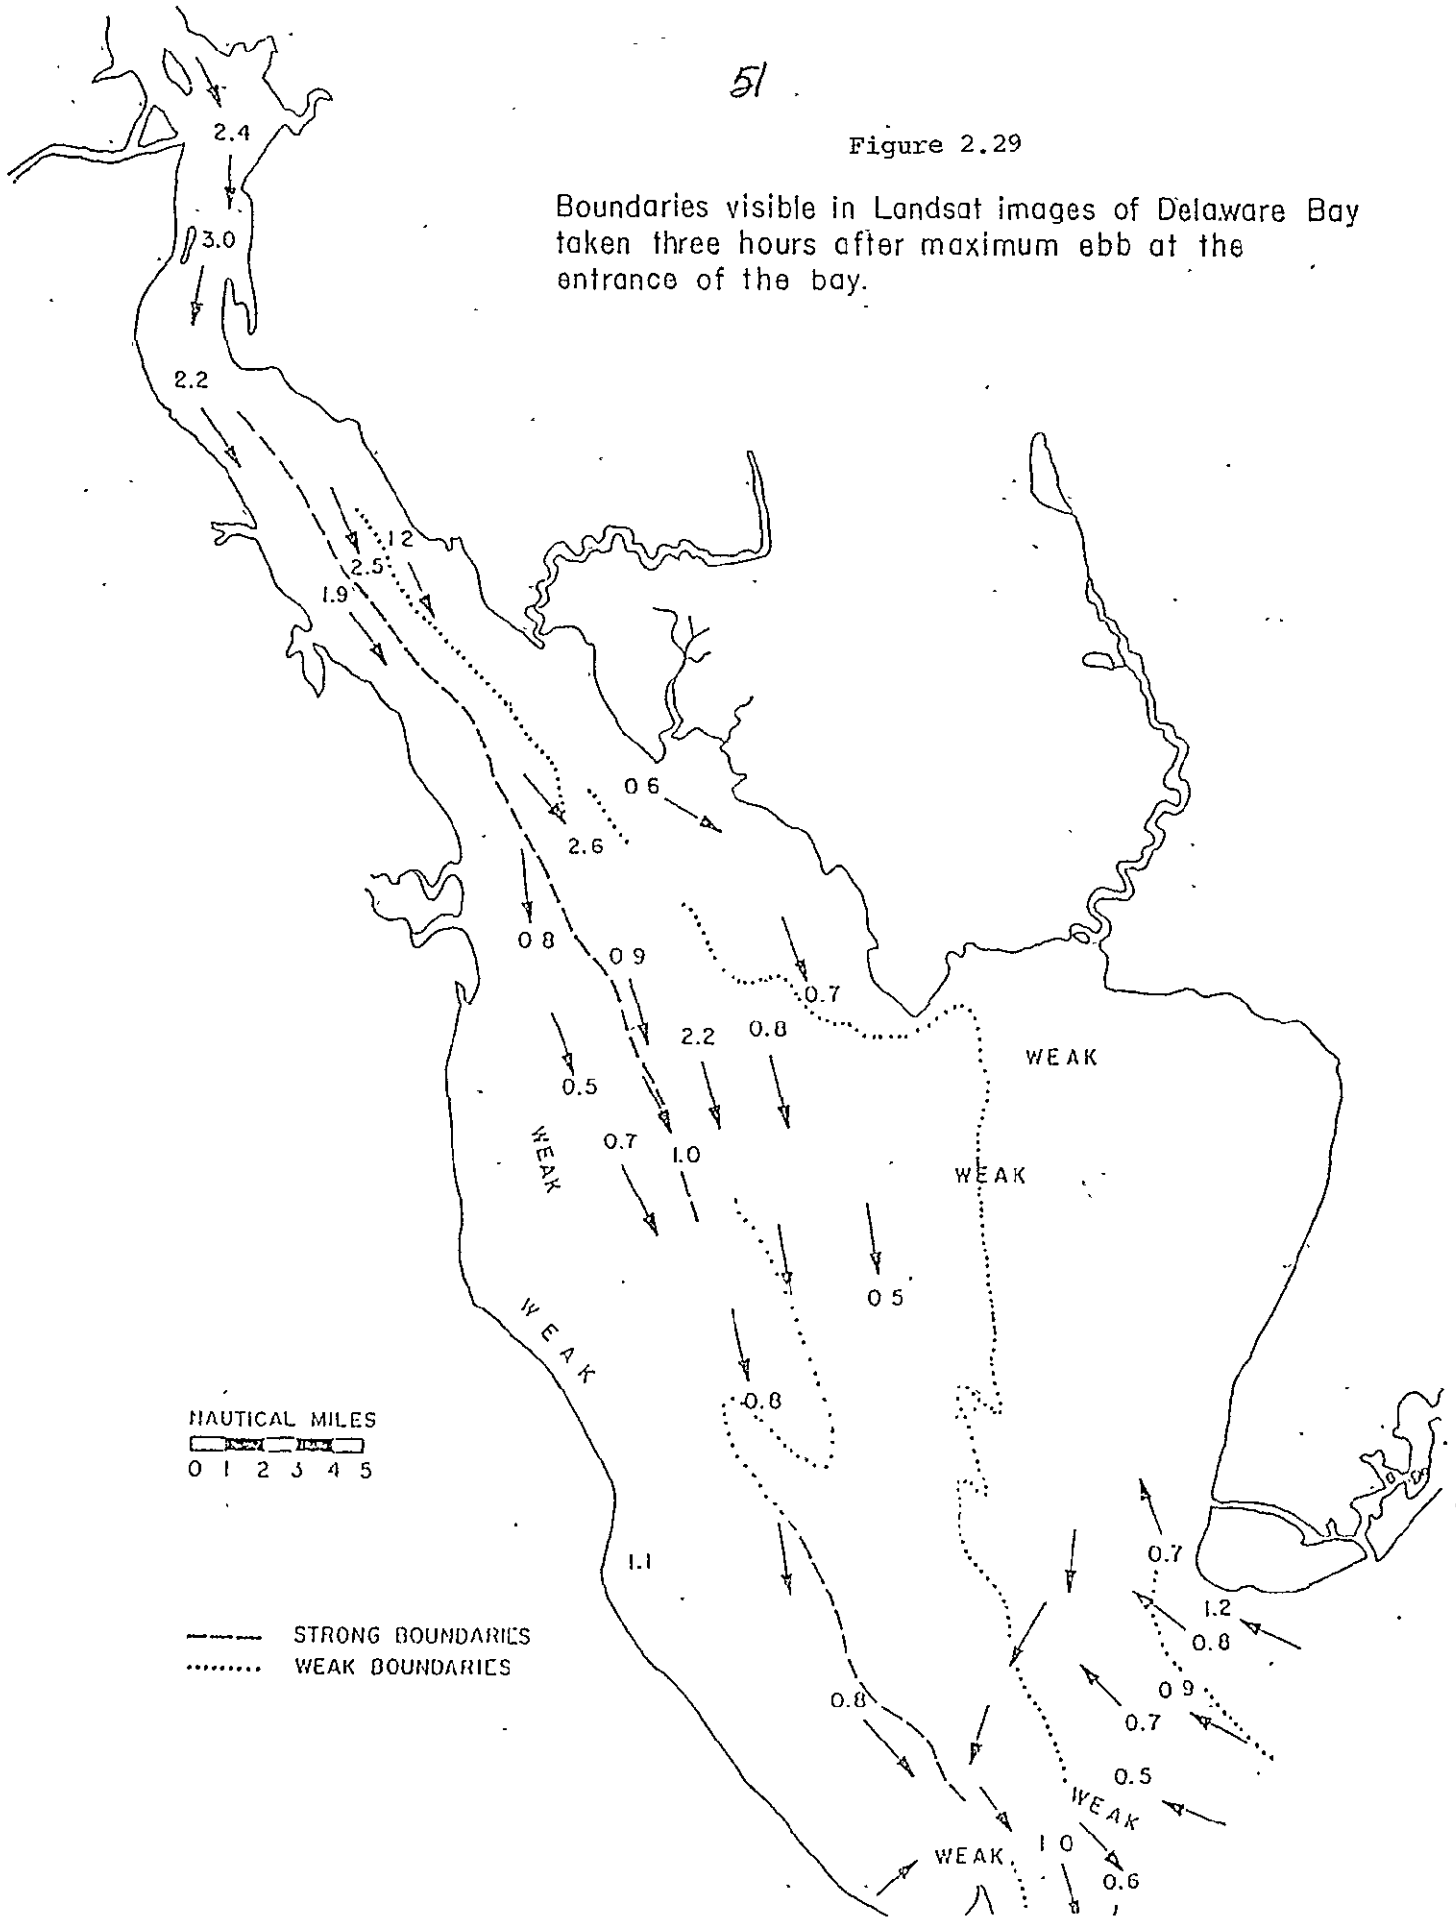 51
Figure 2.29
Boundaries visible in Landsat images of Delaware Bay
taken three hours after maximum ebb at the
entrance of the bay.
2.4
3.0
2.2
1 2
2.5
1.9
0 6
2.6
0 8
0 9
0.7
2.2
0.8
WEAK
0.5
WEAK
0.7
1.0
WEAK
0 5
WEAK
0.8
NAUTICAL MILES
0 1 2 3 4 5
1.1
0.7
1.2
0.8
STRONG BOUNDARIES
WEAK BOUNDARIES
0.8
0 9
0.7
0.5
WEAK
1 0
WEAK
0.6